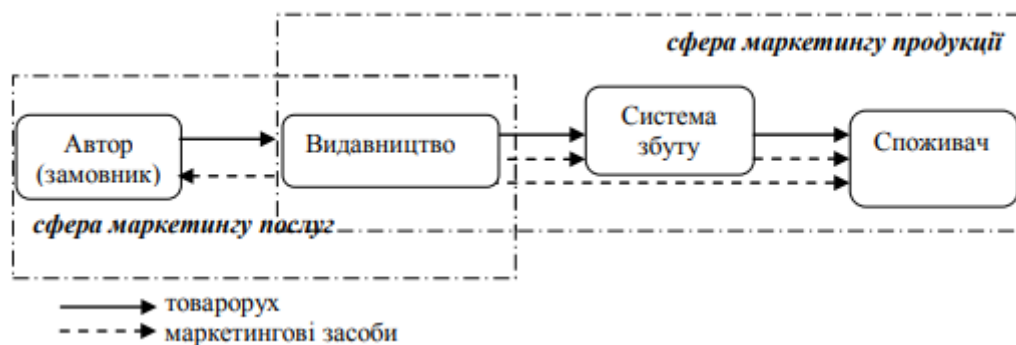 сфера маркетингу продукції
Автор
(замовник)
Видавництво
Система
збуту
Споживач
сфера маркетингу послуг
товарорух
маркетингові засоби